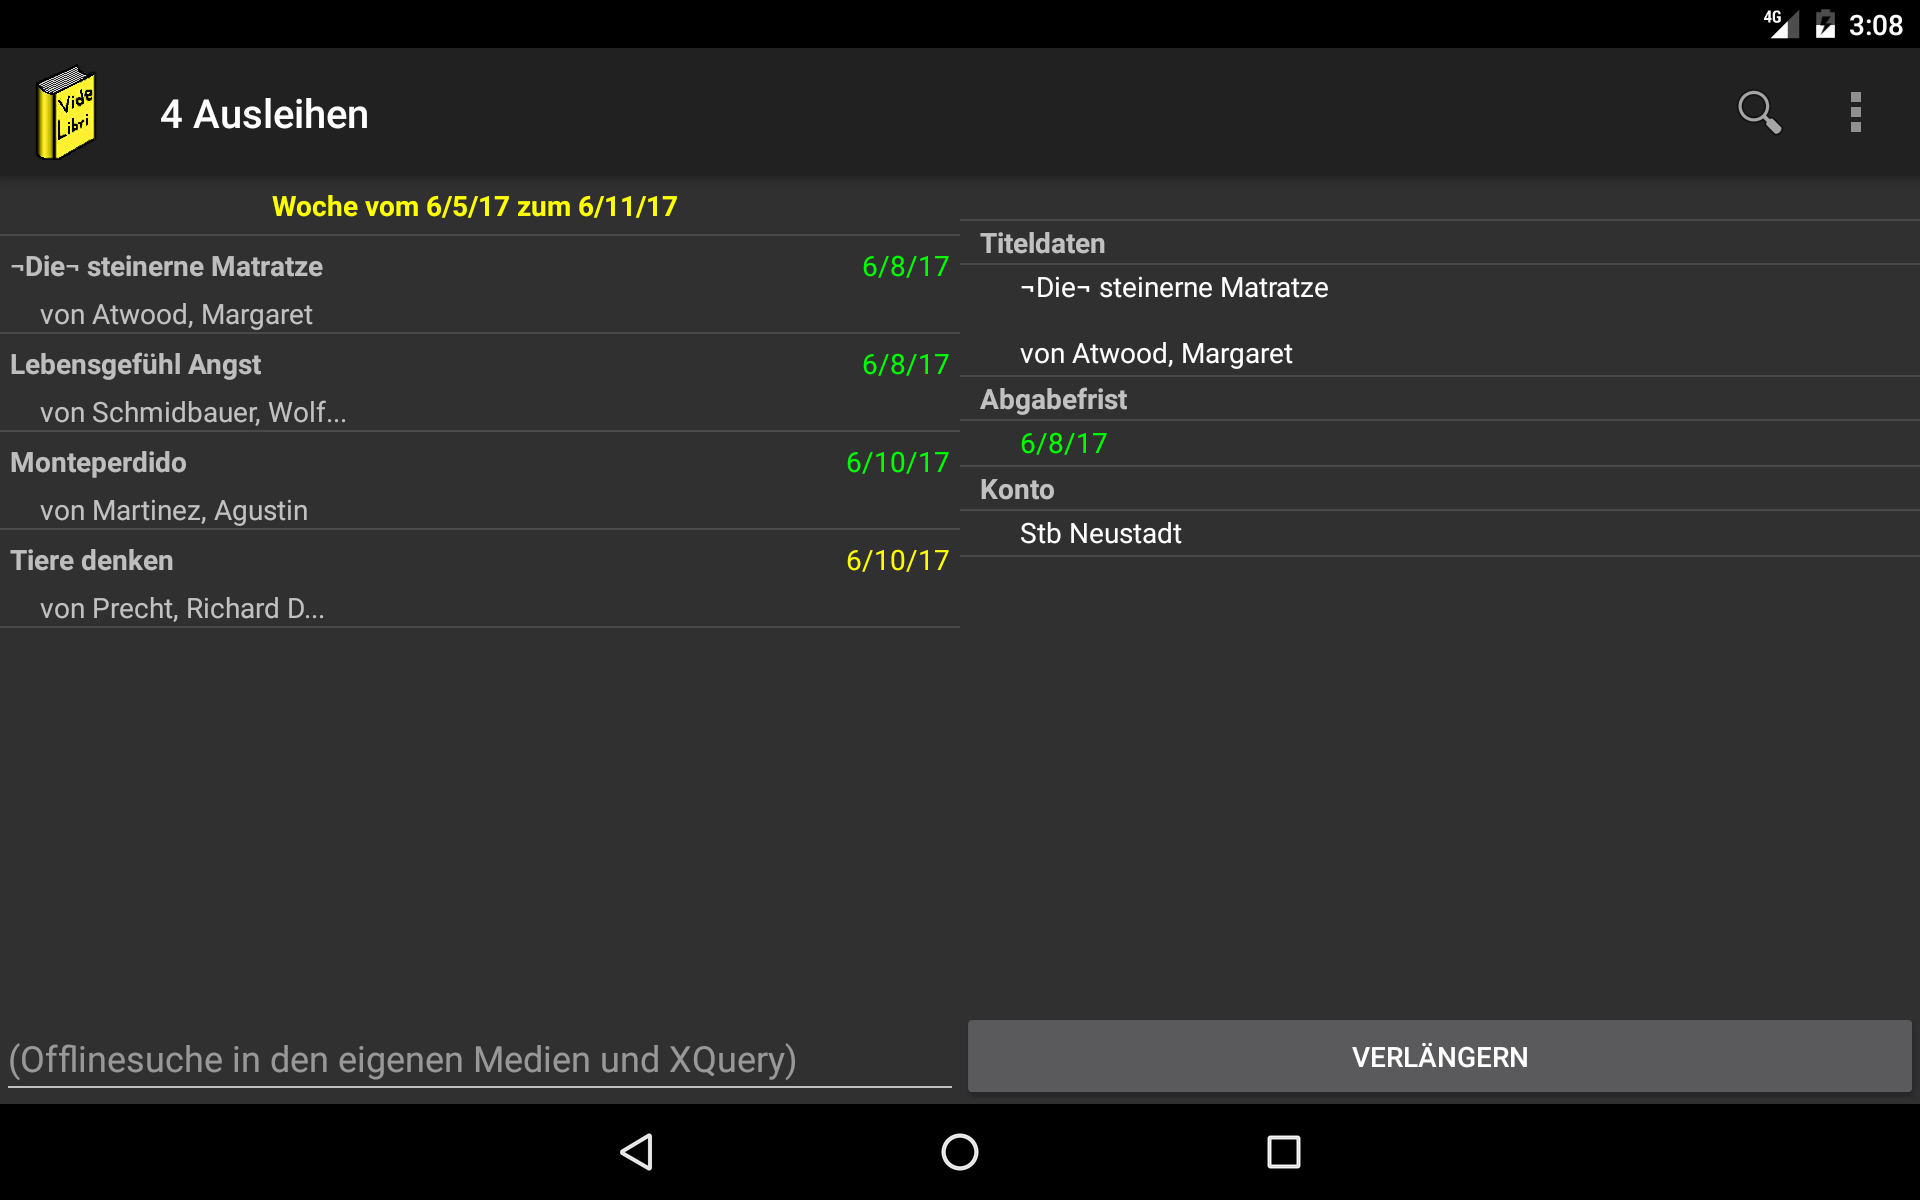 4G 3:08
Vide
Libri
4 Ausleihen
Woche vom 6/5/17 zum 6/11/17
¬Die¬ steinerne Matratze 6/8/17
von Atwood, Margaret
Lebensgefühl Angst 6/8/17
von Schmidbauer, Wolf...
Monteperdido 6/10/17
von Martinez, Agustin
Tiere denken 6/10/17
von Precht, Richard D...
(Offlinesuche in den eigenen Medien und XQuery)
Titeldaten
¬Die¬ steinerne Matratze
von Atwood, Margaret
Abgabefrist
6/8/17
Konto
Stb Neustadt
VERLÄNGERN